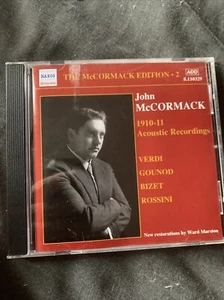 NAXOS
THE McCORMACK EDITION • 2
ADD
8.110329
John
McCORMACK
1910-11
Acoustic Recordings
VERDI
GOUNOD
BIZET
ROSSINI
New restorations by Ward Marston